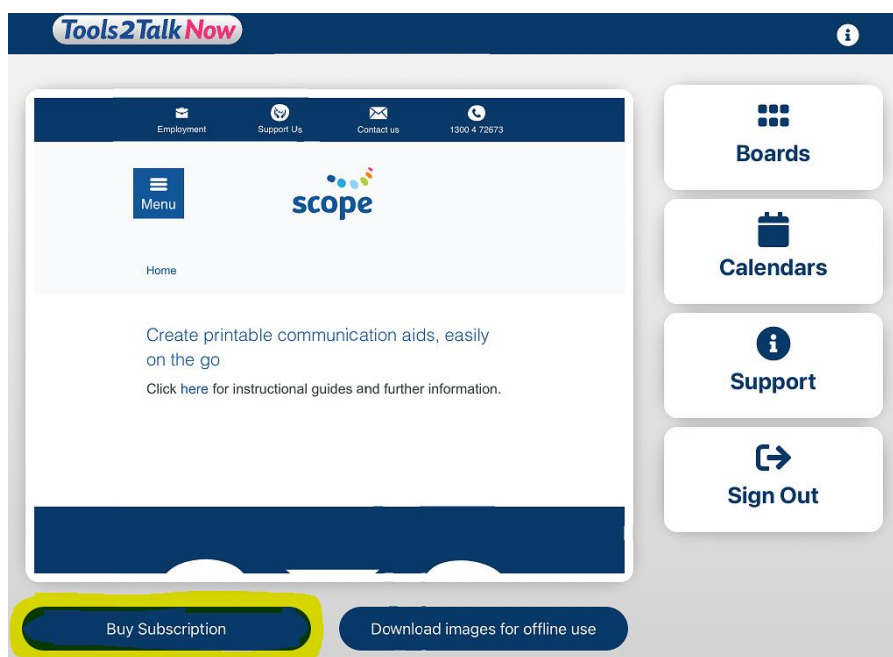 Tools2Talk Now
Employment
Support Us
Contact us
1300 4 72673
Menu
scope
Home
Create printable communication aids, easily
on the go
Click here for instructional guides and further information.
Boards
Calendars
Support
Sign Out
Buy Subscription
Download images for offline use